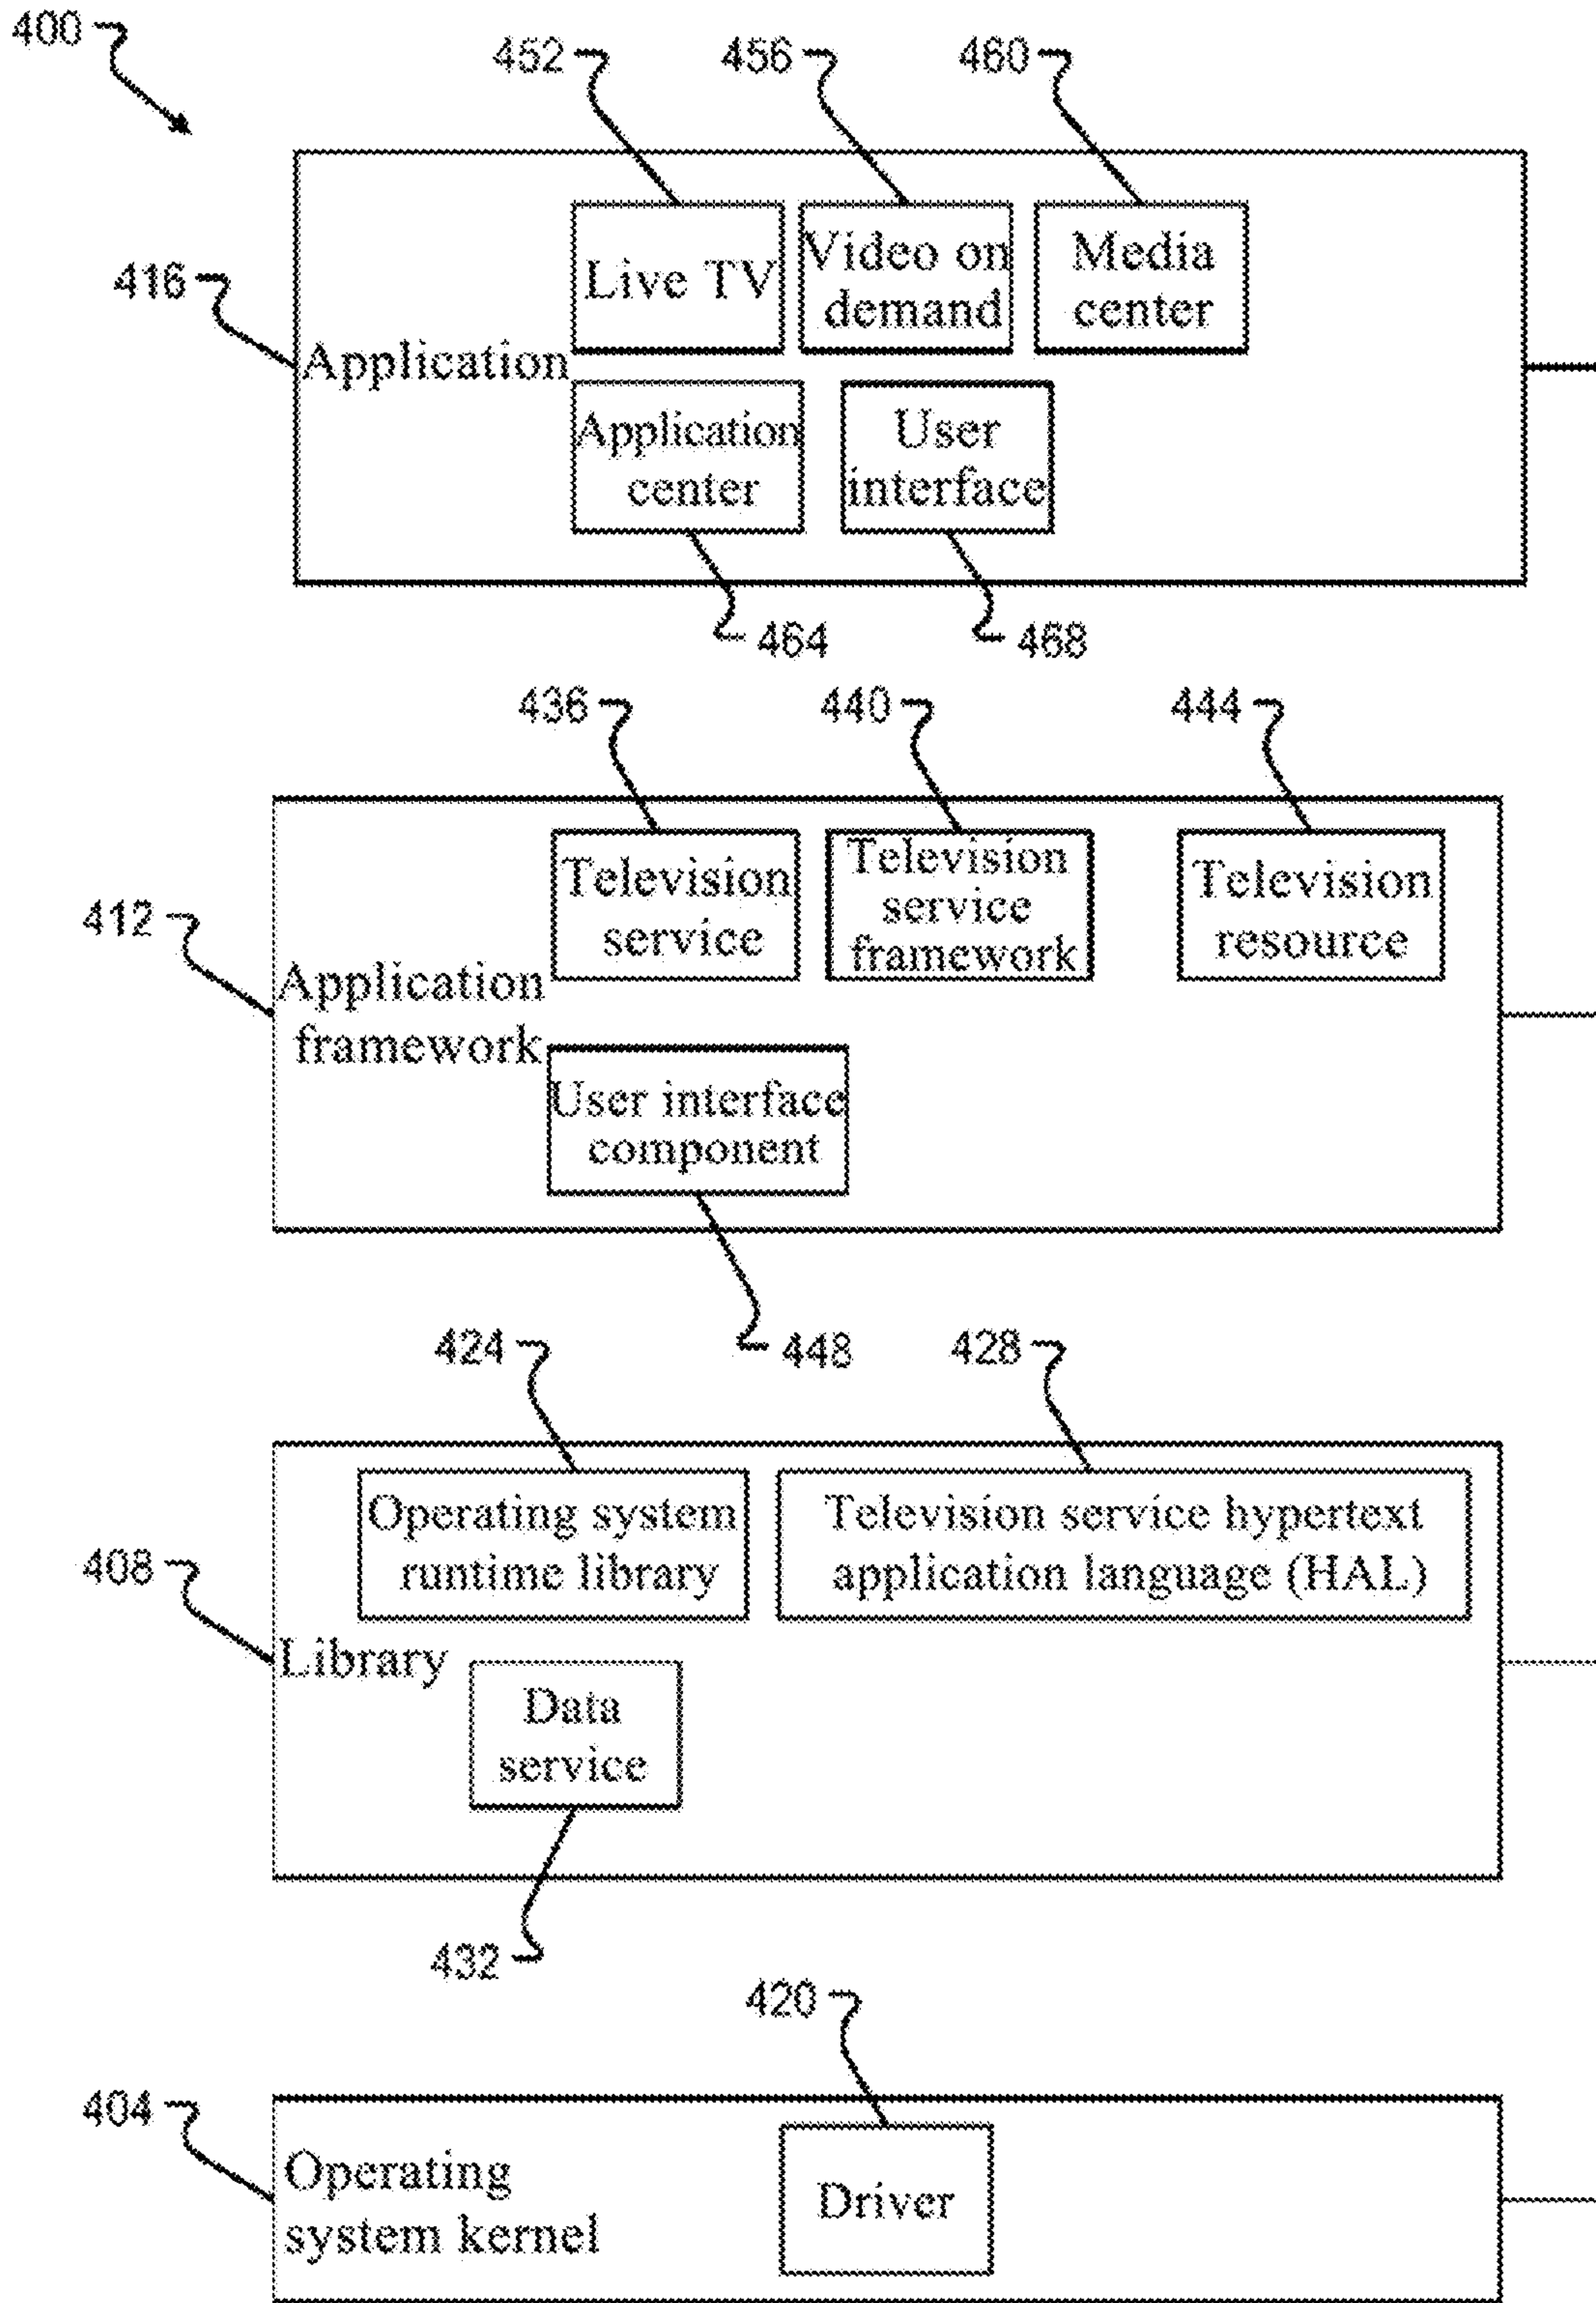 400
452
456
460
416
Application
Live TV
Video on
demand
Media
center
Application
center
User
interface
464
468
436
440
444
412
Application
framework
Television
service
Television
service
framework
Television
resource
User interface
component
448
424
428
408
Library
Operating system
runtime library
Television service hypertext
application language (HAL)
Data
service
432
420
404
Operating
system kernel
Driver